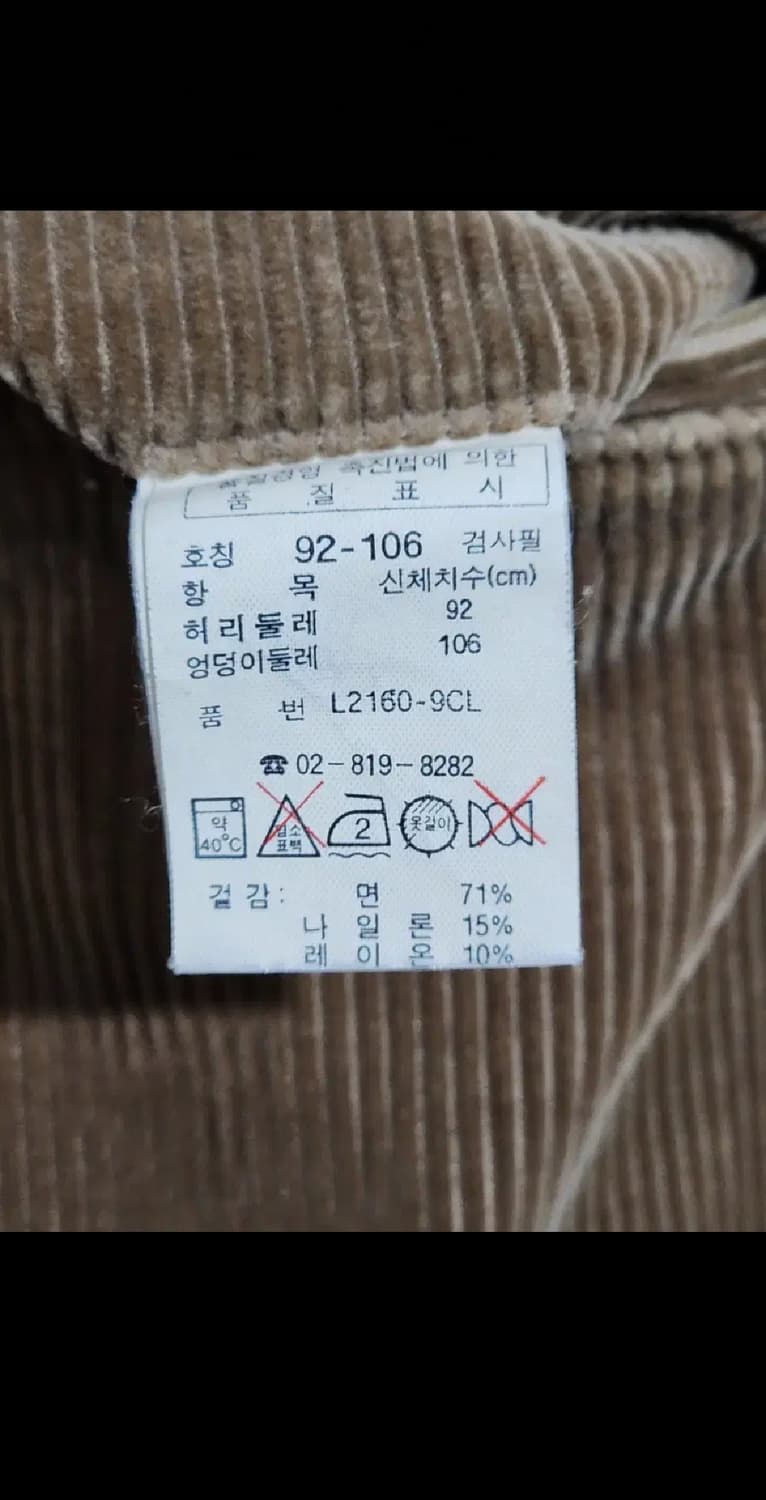 품질경영 촉진법에 의한
품 질 표 시
호칭 92-106 검사필
항 목 신체치수(cm)
허리둘레 92
엉덩이둘레 106
품 번 L2160-9CL
☎ 02-819-8282
약 40℃ 염소 표백 2 옷걸이
겉감: 면 71%
나 일 론 15%
레 이 온 10%